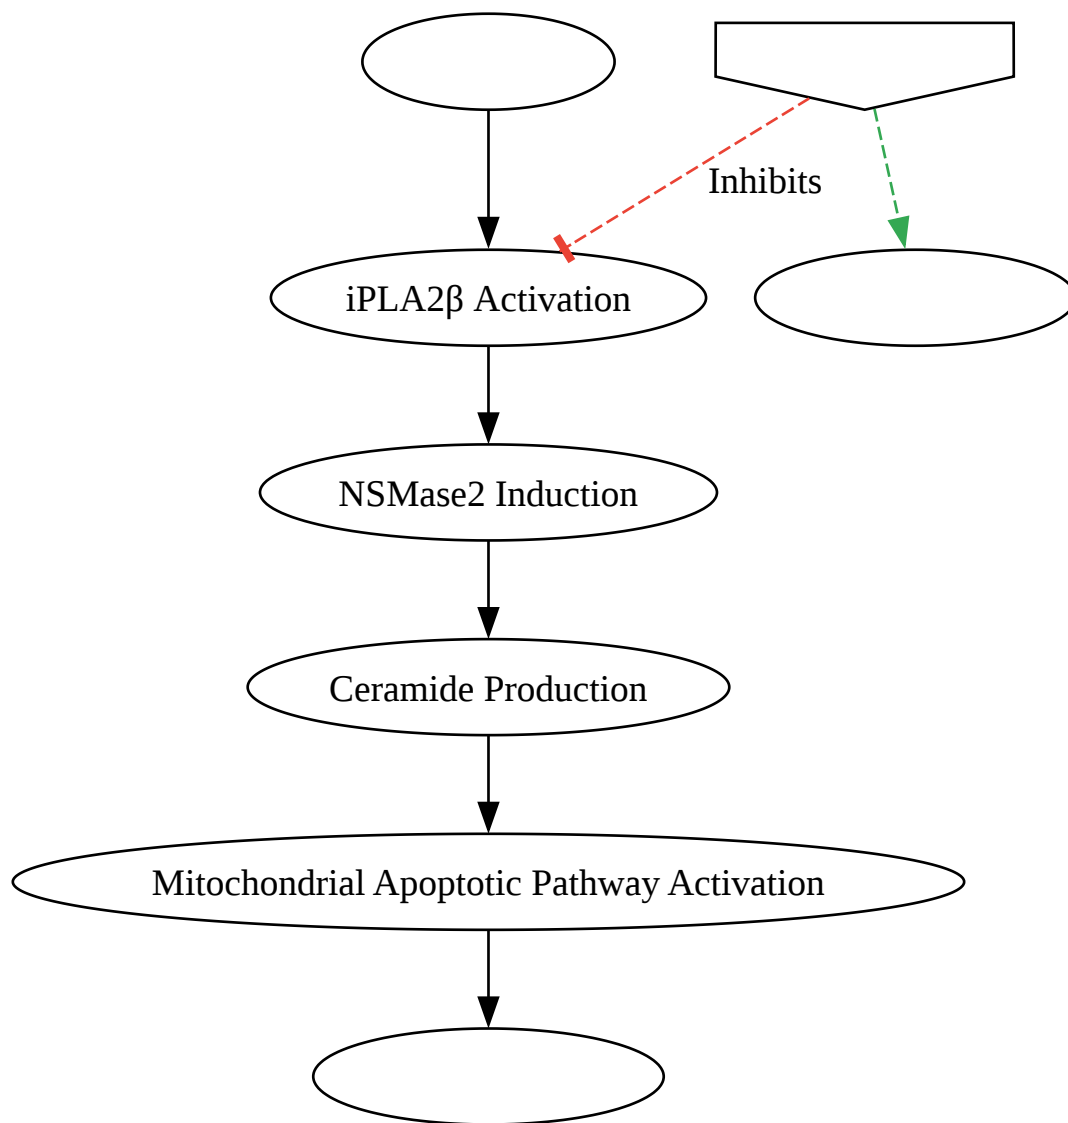 Inhibits
iPLA2β Activation
NSMase2 Induction
Ceramide Production
Mitochondrial Apoptotic Pathway Activation